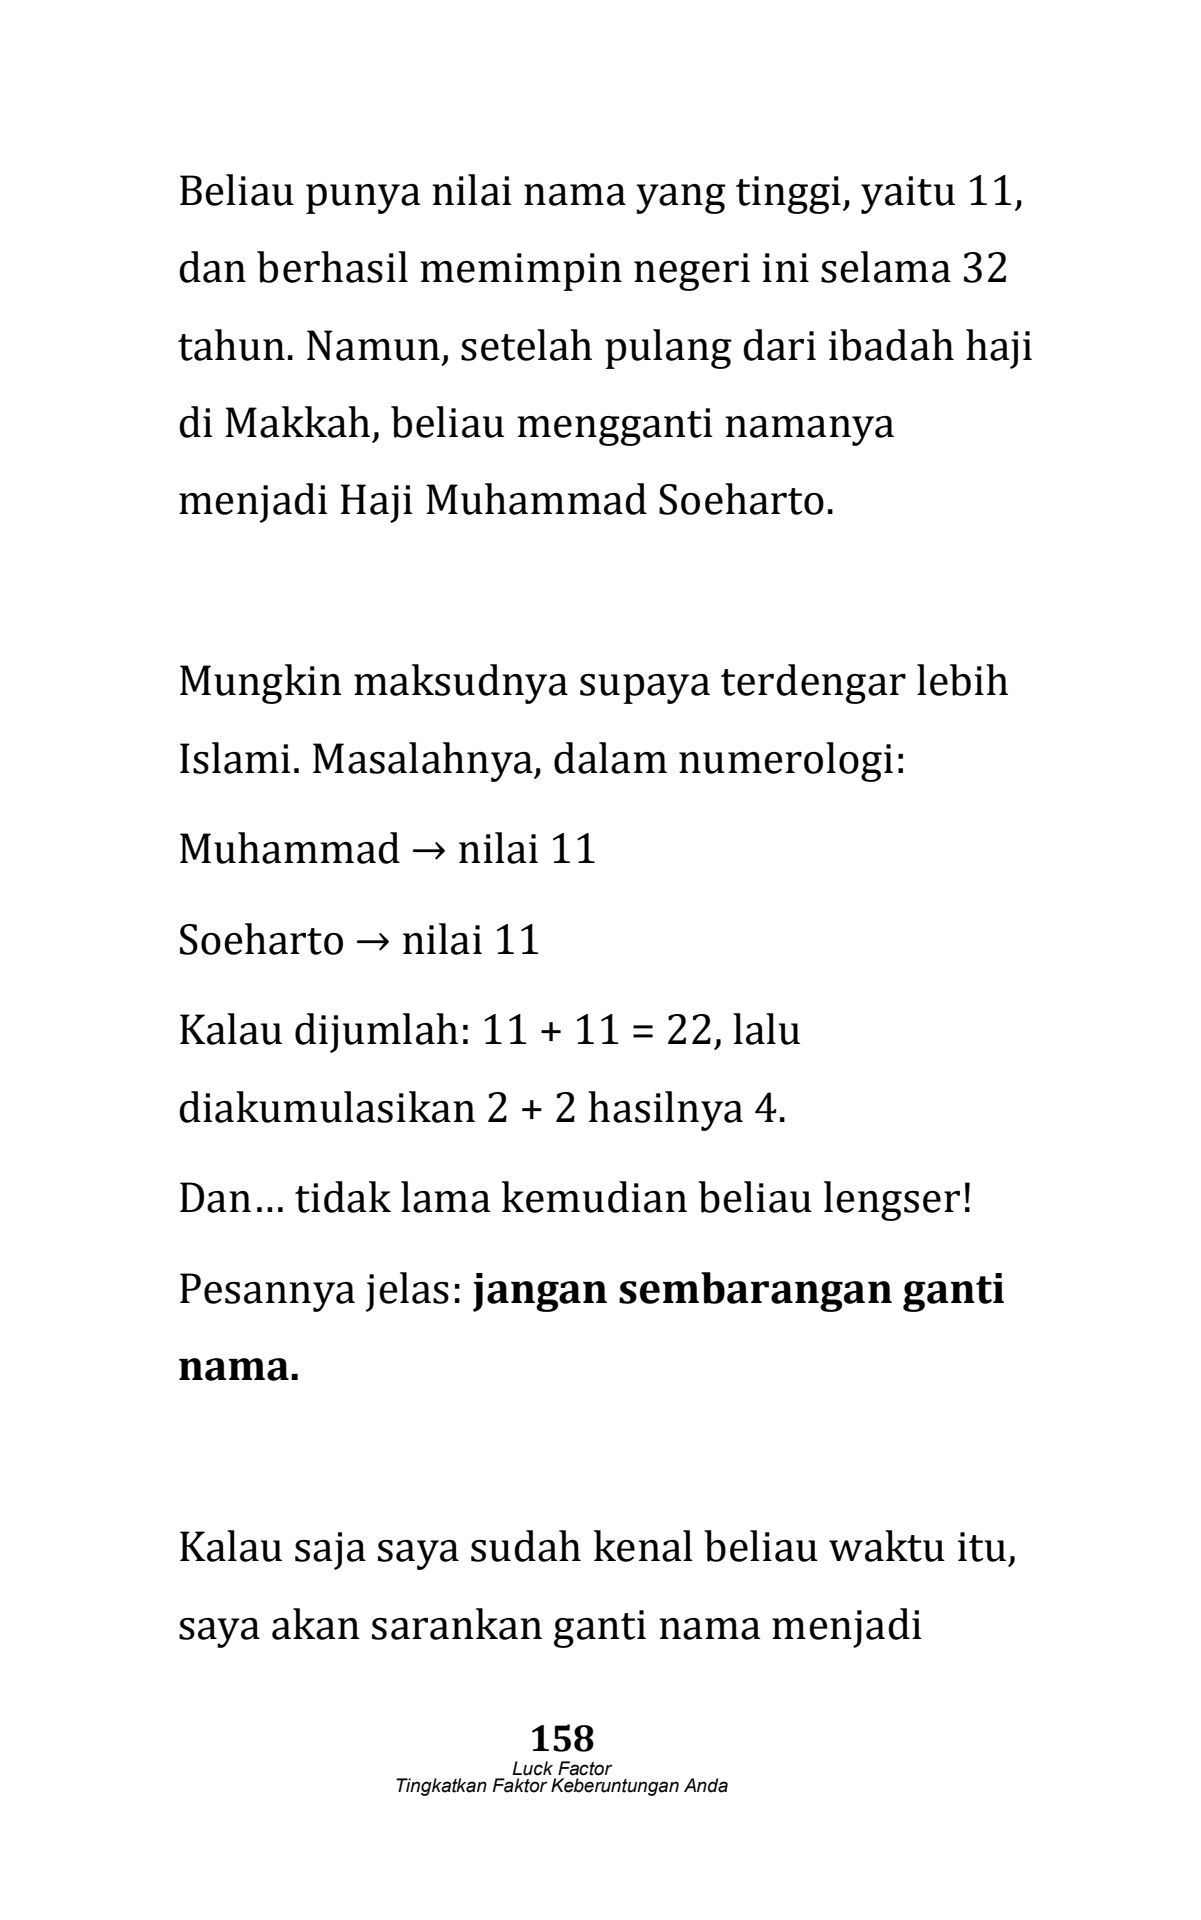 Beliau punya nilai nama yang tinggi, yaitu 11,
dan berhasil memimpin negeri ini selama 32
tahun. Namun, setelah pulang dari ibadah haji
di Makkah, beliau mengganti namanya
menjadi Haji Muhammad Soeharto.
Mungkin maksudnya supaya terdengar lebih
Islami. Masalahnya, dalam numerologi:
Muhammad → nilai 11
Soeharto → nilai 11
Kalau dijumlah: 11 + 11 = 22, lalu
diakumulasikan 2 + 2 hasilnya 4.
Dan… tidak lama kemudian beliau lengser!
Pesannya jelas: jangan sembarangan ganti
nama.
Kalau saja saya sudah kenal beliau waktu itu,
saya akan sarankan ganti nama menjadi
158
Luck Factor
Tingkatkan Faktor Keberuntungan Anda